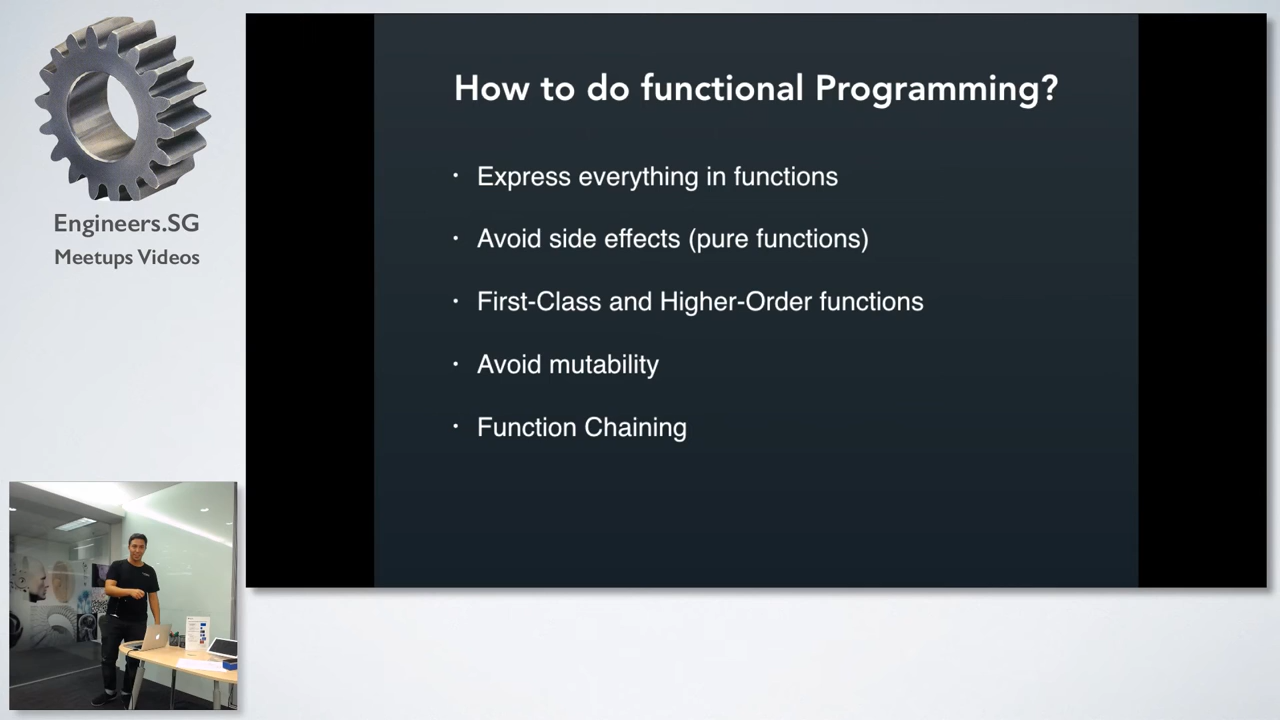 Engineers.SG
Meetups Videos
How to do functional Programming?
• Express everything in functions
• Avoid side effects (pure functions)
• First-Class and Higher-Order functions
• Avoid mutability
• Function Chaining